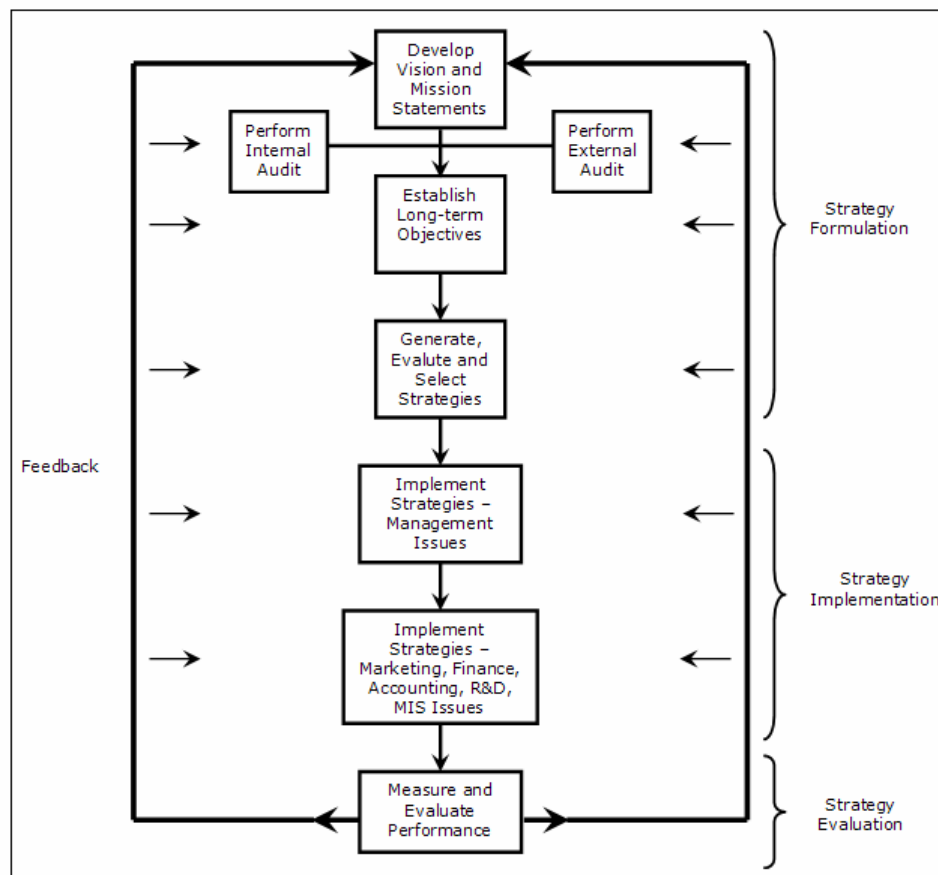 Develop
Vision and
Mission
Statements
Perform
Internal
Audit
Perform
External
Audit
Establish
Long-term
Objectives
Strategy
Formulation
Generate,
Evalute and
Select
Strategies
Feedback
Implement
Strategies –
Management
Issues
Strategy
Implementation
Implement
Strategies –
Marketing, Finance,
Accounting, R&D,
MIS Issues
Measure and
Evaluate
Performance
Strategy
Evaluation